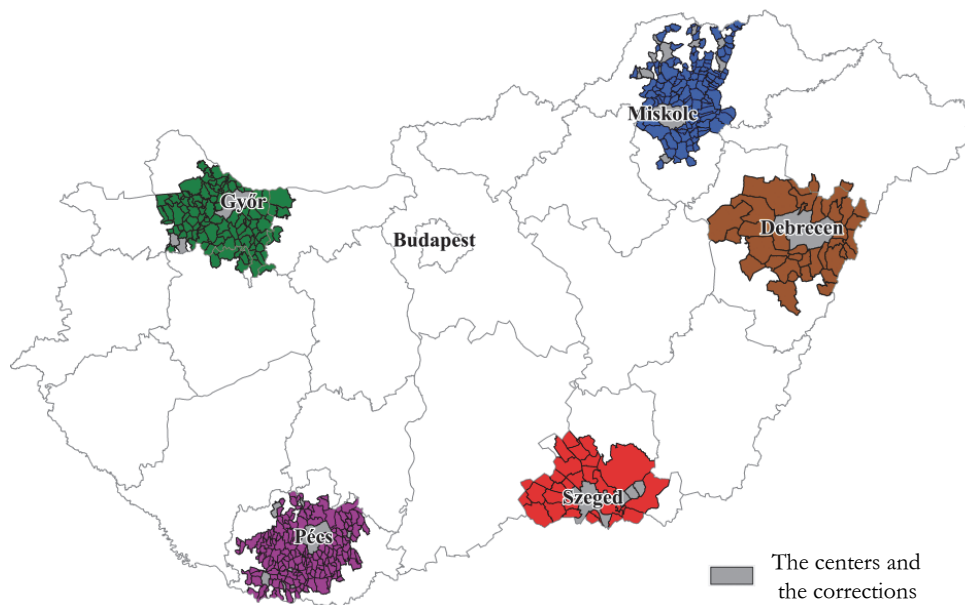 Miskolc
Győr
Debrecen
Budapest
Szeged
Pécs
The centers and
the corrections